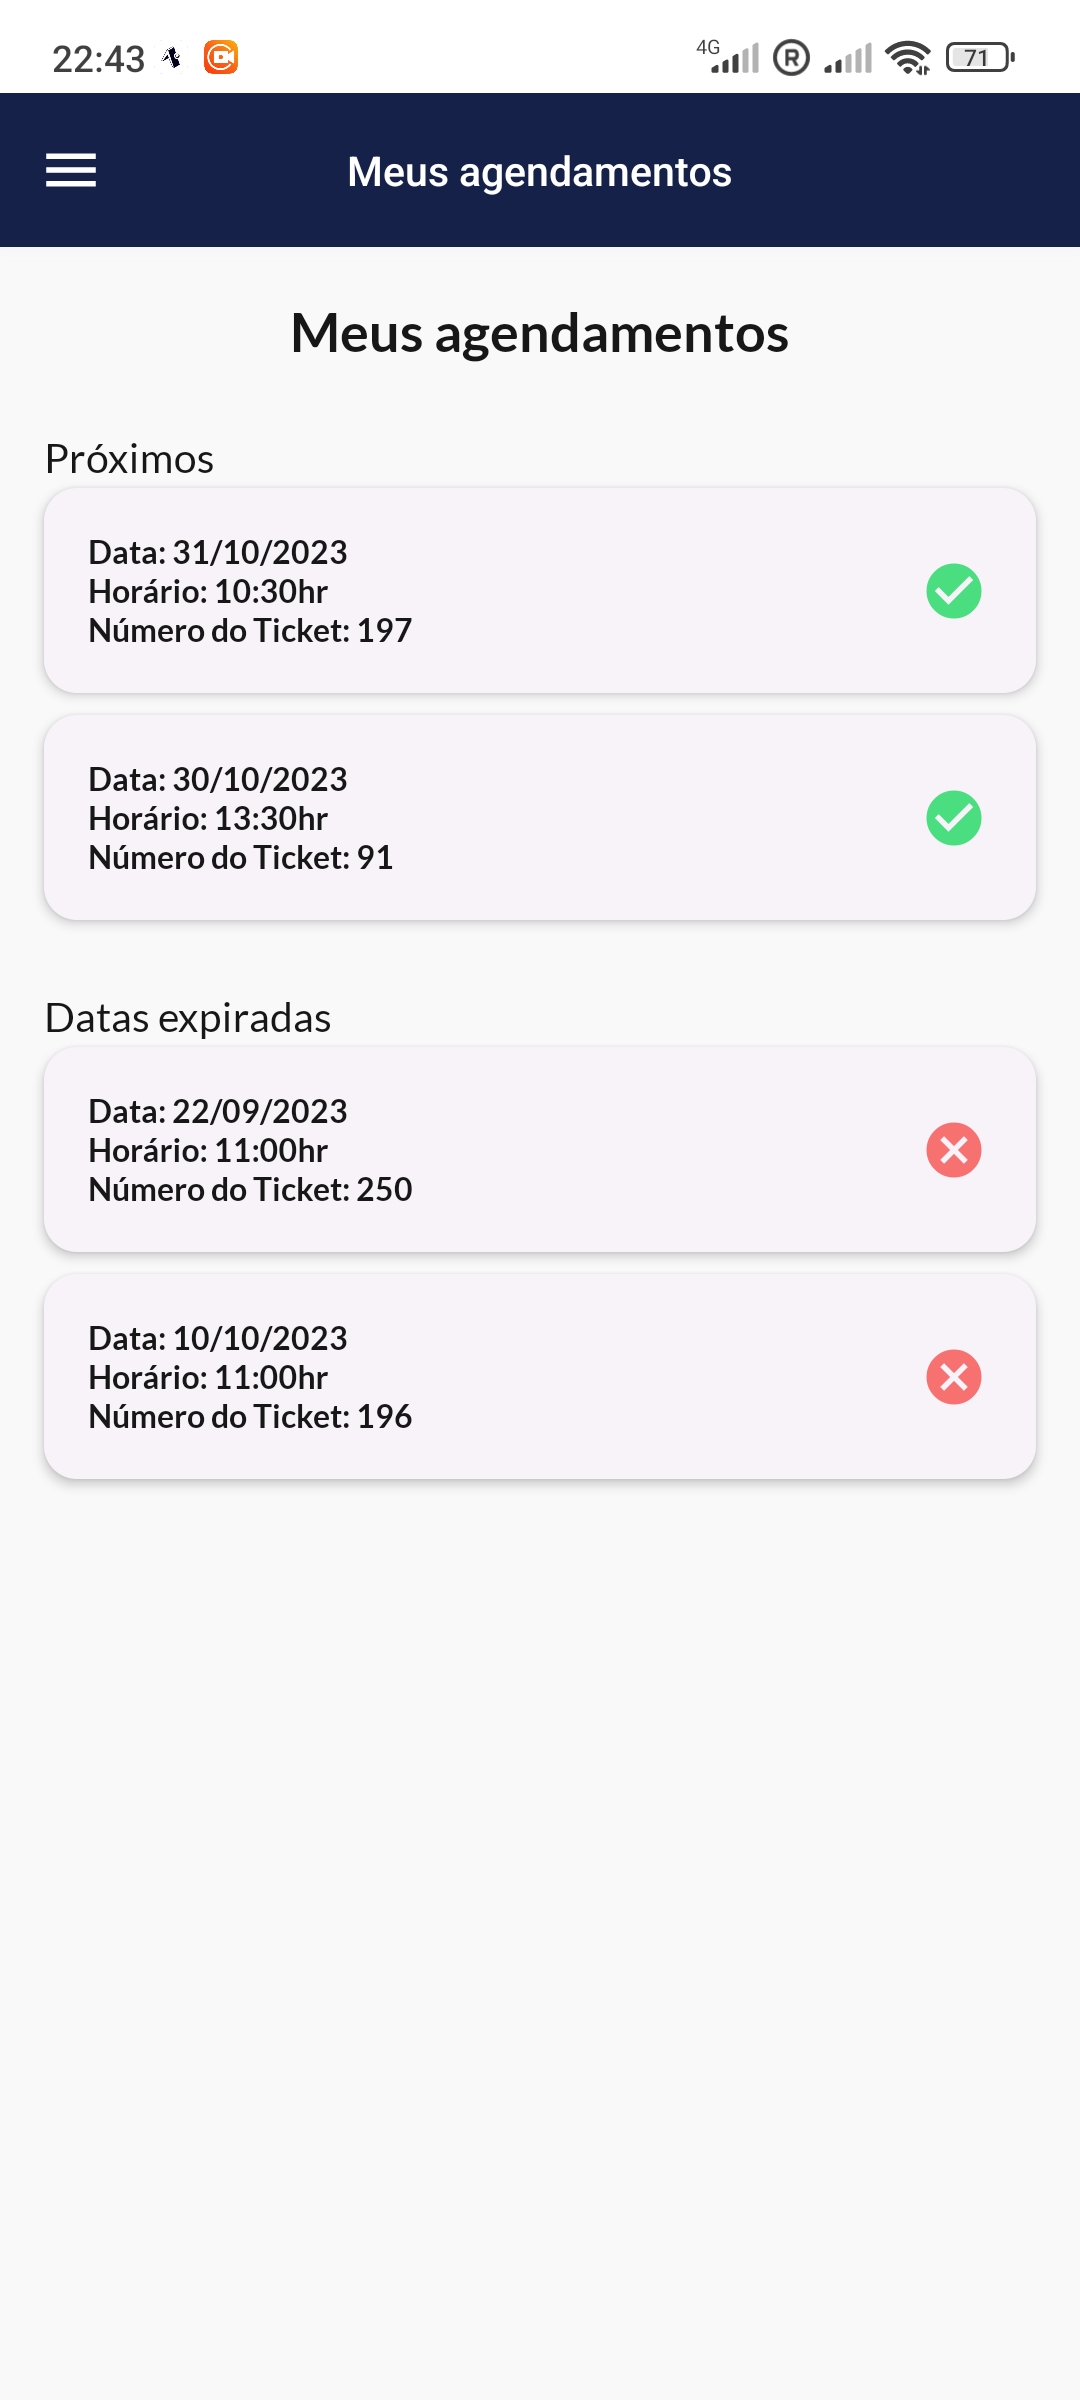 22:43
4G
R
71
Meus agendamentos
Meus agendamentos
Próximos
Data: 31/10/2023
Horário: 10:30hr
Número do Ticket: 197
Data: 30/10/2023
Horário: 13:30hr
Número do Ticket: 91
Datas expiradas
Data: 22/09/2023
Horário: 11:00hr
Número do Ticket: 250
Data: 10/10/2023
Horário: 11:00hr
Número do Ticket: 196